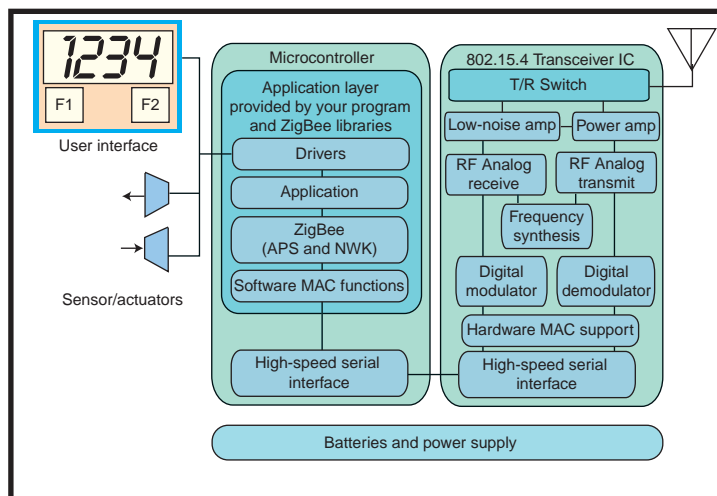 1234
F1
F2
User interface
Sensor/actuators
Microcontroller
Application layer
provided by your program
and ZigBee libraries
Drivers
Application
ZigBee
(APS and NWK)
Software MAC functions
High-speed serial
interface
802.15.4 Transceiver IC
T/R Switch
Low-noise amp
Power amp
RF Analog
receive
RF Analog
transmit
Frequency
synthesis
Digital
modulator
Digital
demodulator
Hardware MAC support
High-speed serial
interface
Batteries and power supply